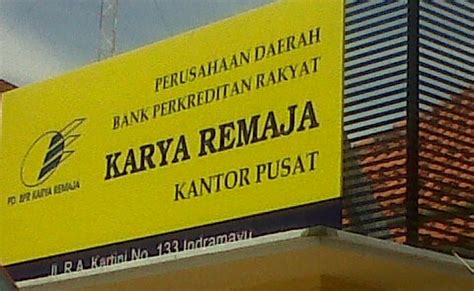 PERUSAHAAN DAERAH
BANK PERKREDITAN RAKYAT
KARYA REMAJA
KANTOR PUSAT
PD. BPR KARYA REMAJA
Jl. R.A. Kartini No. 133 Indramayu